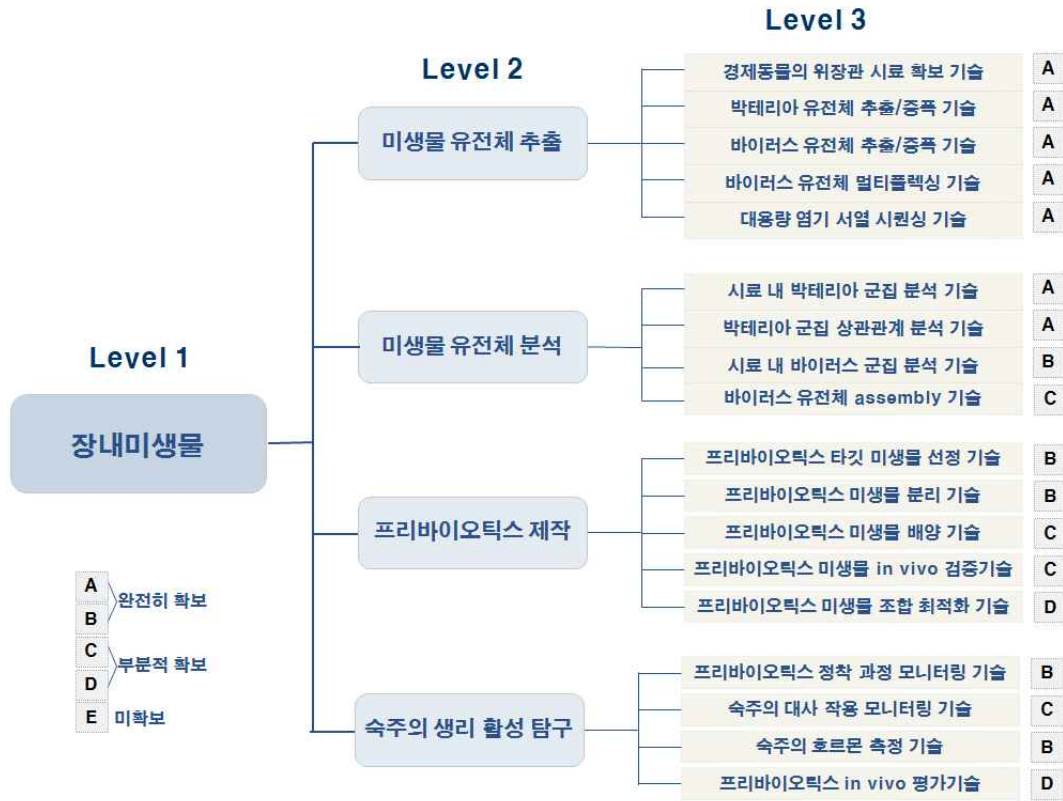 Level 3
Level 2
Level 1
장내미생물
미생물 유전체 추출
경제동물의 위장관 시료 확보 기술 A
박테리아 유전체 추출/증폭 기술 A
바이러스 유전체 추출/증폭 기술 A
바이러스 유전체 멀티플렉싱 기술 A
대용량 염기 서열 시퀀싱 기술 A
미생물 유전체 분석
시료 내 박테리아 군집 분석 기술 A
박테리아 군집 상관관계 분석 기술 A
시료 내 바이러스 군집 분석 기술 B
바이러스 유전체 assembly 기술 C
프리바이오틱스 제작
프리바이오틱스 타깃 미생물 선정 기술 B
프리바이오틱스 미생물 분리 기술 B
프리바이오틱스 미생물 배양 기술 C
프리바이오틱스 미생물 in vivo 검증기술 C
프리바이오틱스 미생물 조합 최적화 기술 D
숙주의 생리 활성 탐구
프리바이오틱스 정착 과정 모니터링 기술 B
숙주의 대사 작용 모니터링 기술 C
숙주의 호르몬 측정 기술 B
프리바이오틱스 in vivo 평가기술 D
A
B
완전히 확보
C
D
부분적 확보
E 미확보